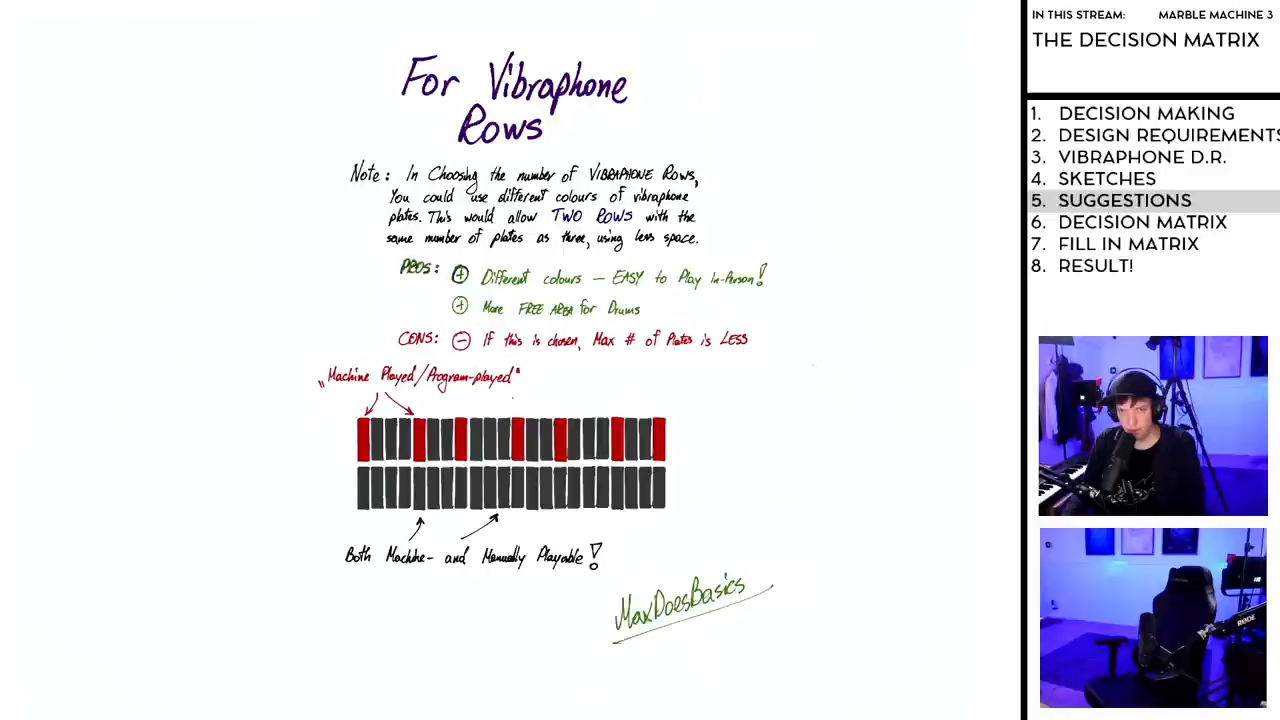 For Vibraphone
Rows
Note: In Choosing the number of VIBRAPHONE ROWS,
You could use different colours of vibraphone
plates. This would allow TWO ROWS with the
same number of plates as three, using less space.
PROS: + Different colours — EASY to Play In-Person!
+ More FREE AREA for Drums
CONS: - If this is chosen, Max # of Plates is LESS
"Machine Played/Program-played"
Both Machine- and Manually Playable!
MaxDoesBasics
IN THIS STREAM: MARBLE MACHINE 3
THE DECISION MATRIX
1. DECISION MAKING
2. DESIGN REQUIREMENTS
3. VIBRAPHONE D.R.
4. SKETCHES
5. SUGGESTIONS
6. DECISION MATRIX
7. FILL IN MATRIX
8. RESULT!
RODE